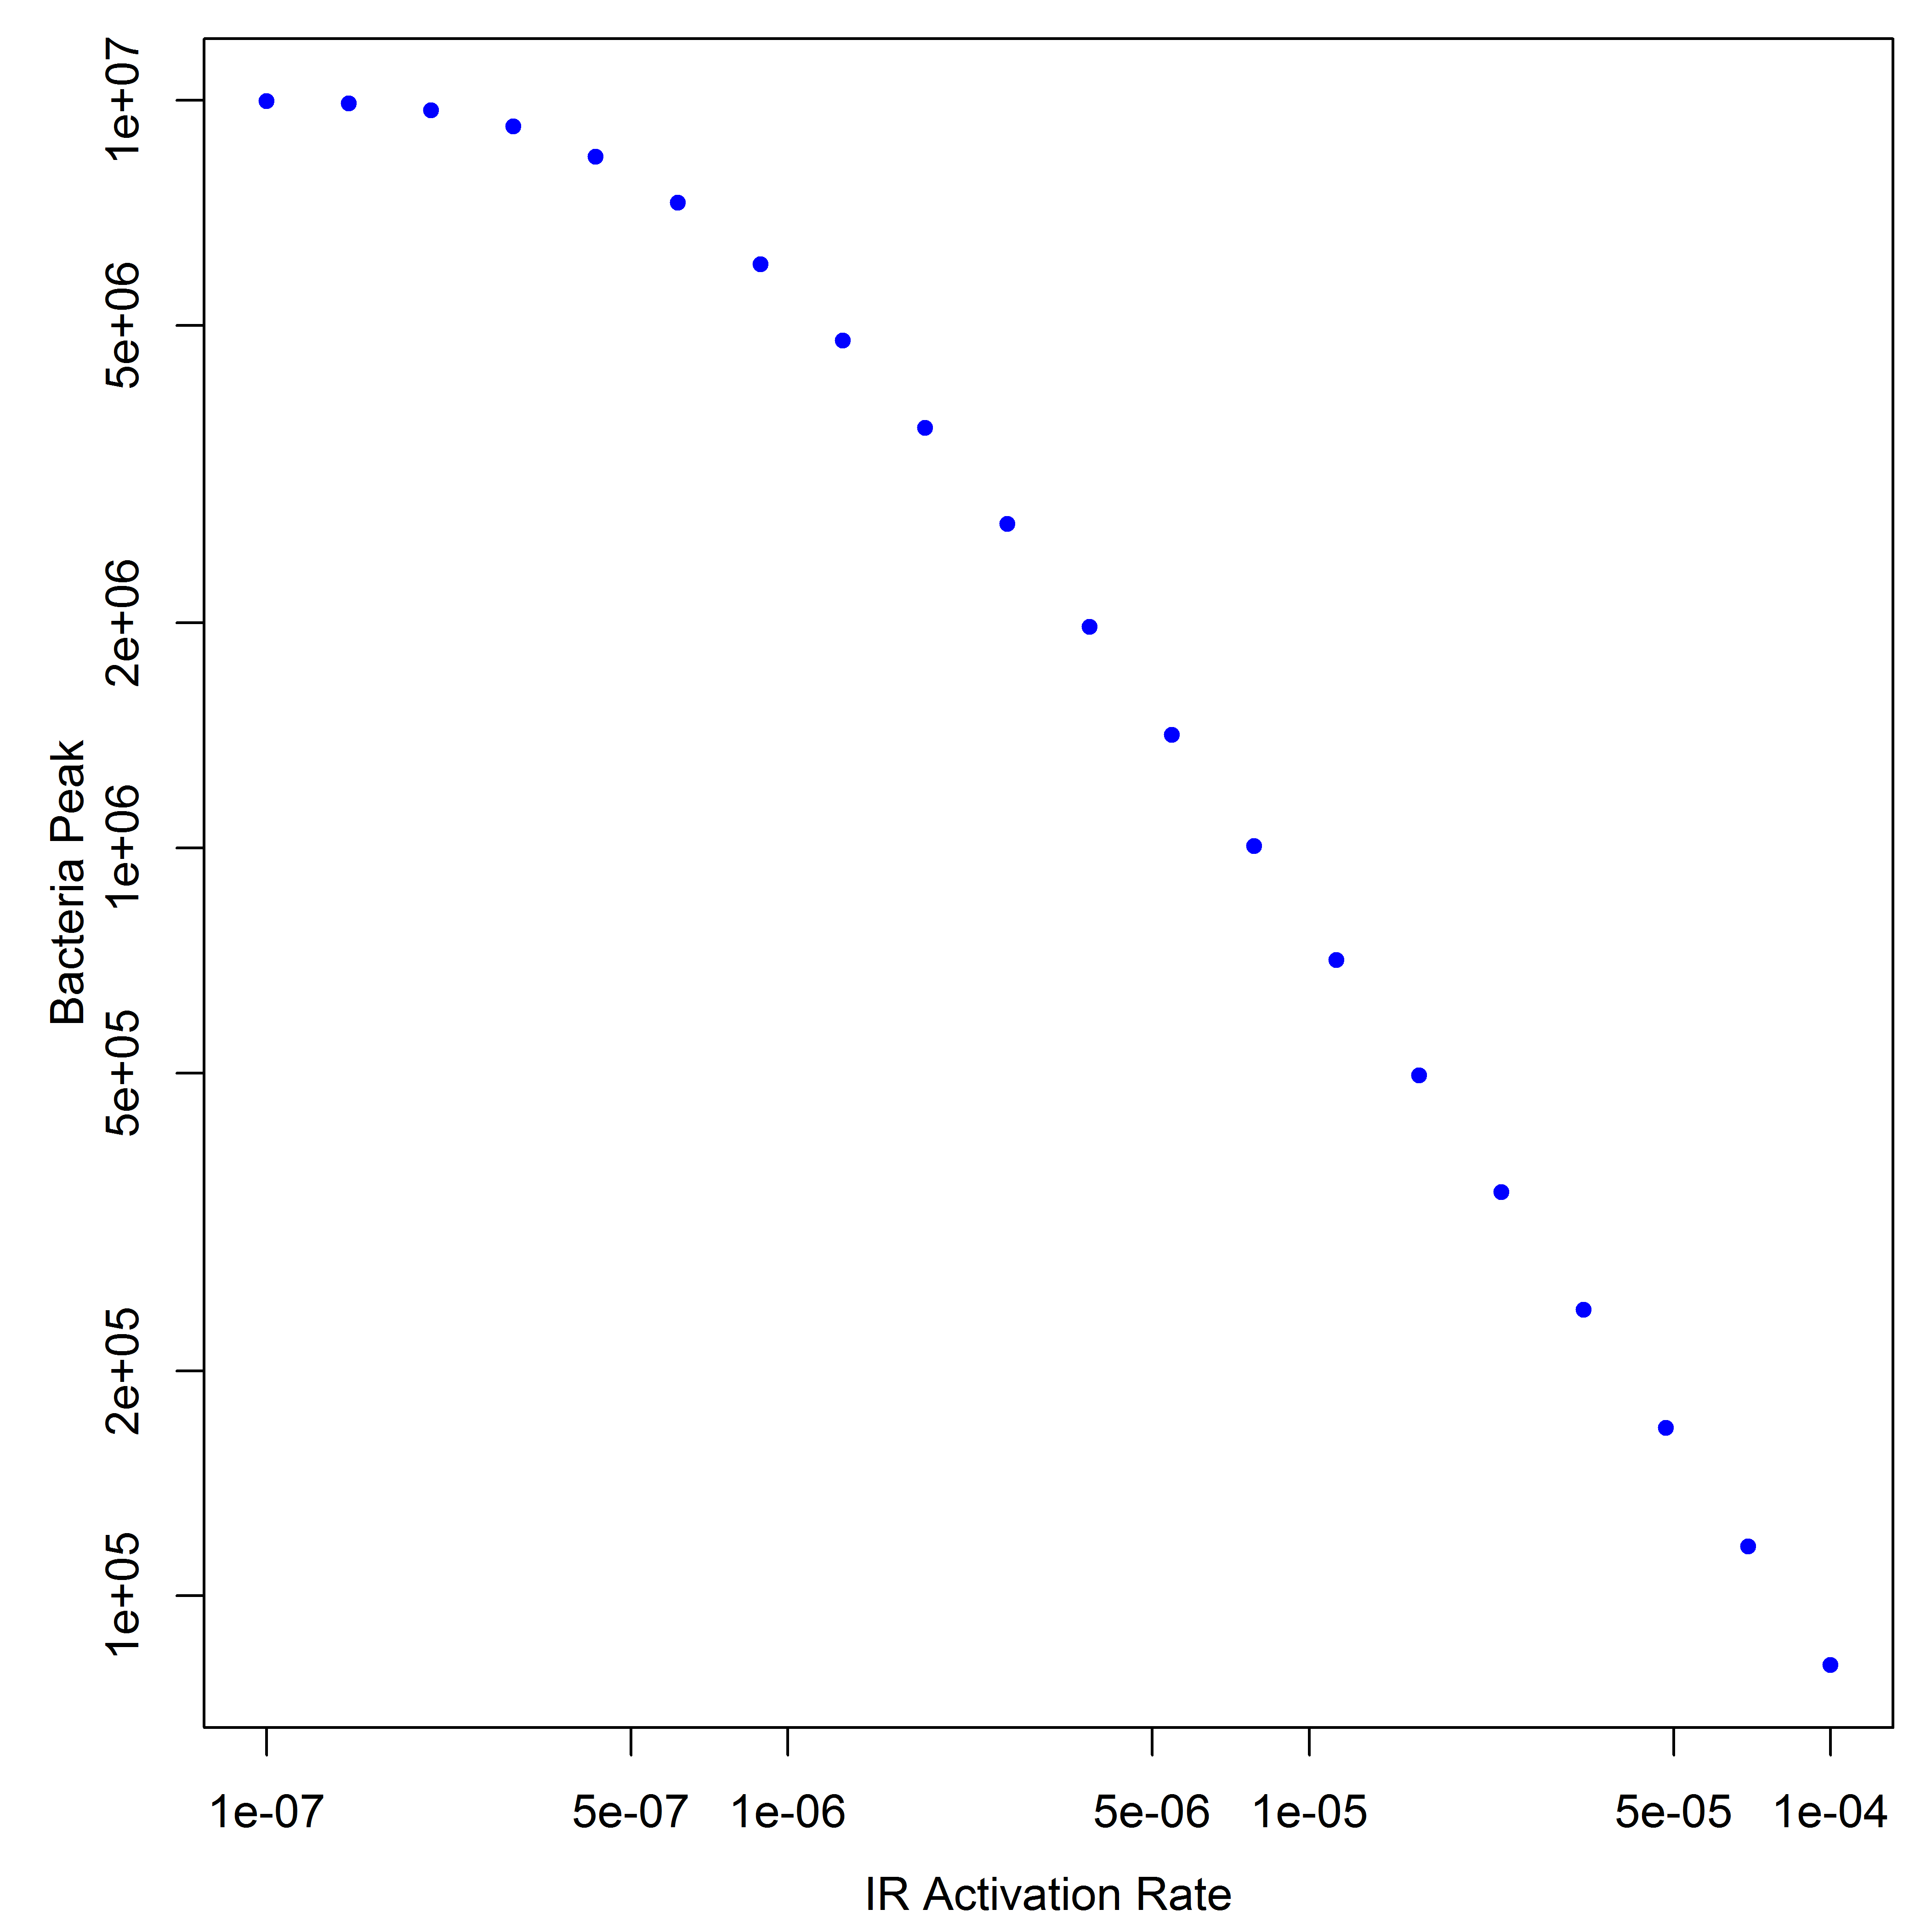 Bacteria Peak
1e+07
5e+06
2e+06
1e+06
5e+05
2e+05
1e+05
1e-07 5e-07 1e-06 5e-06 1e-05 5e-05 1e-04
IR Activation Rate